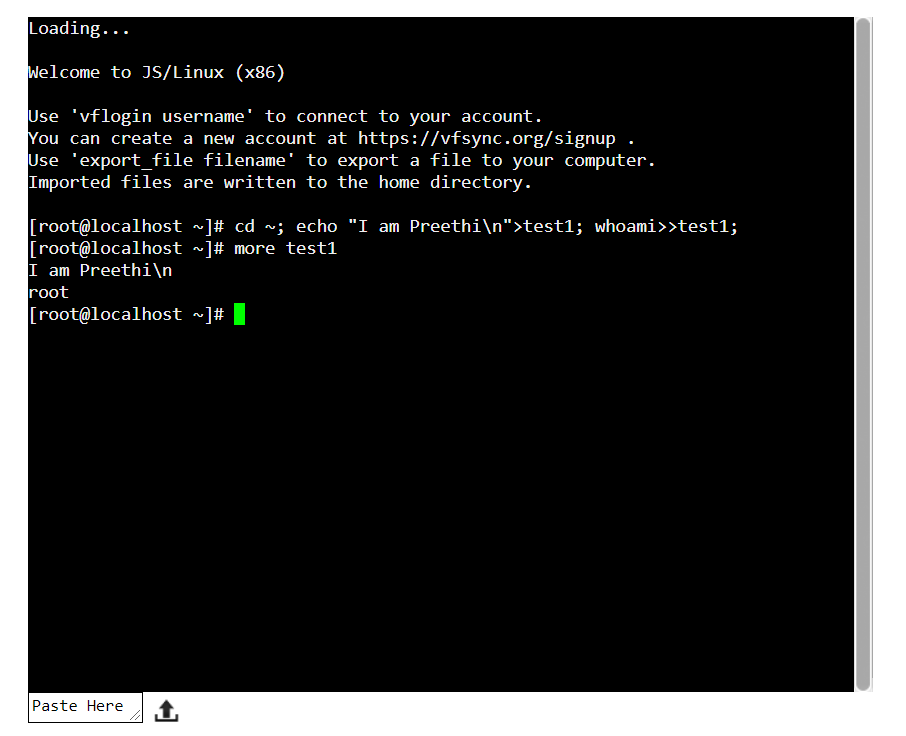 Loading...
Welcome to JS/Linux (x86)
Use 'vflogin username' to connect to your account.
You can create a new account at https://vfsync.org/signup .
Use 'export_file filename' to export a file to your computer.
Imported files are written to the home directory.
[root@localhost ~]# cd ~; echo "I am Preethi\n">test1; whoami>>test1;
[root@localhost ~]# more test1
I am Preethi\n
root
[root@localhost ~]#
Paste Here